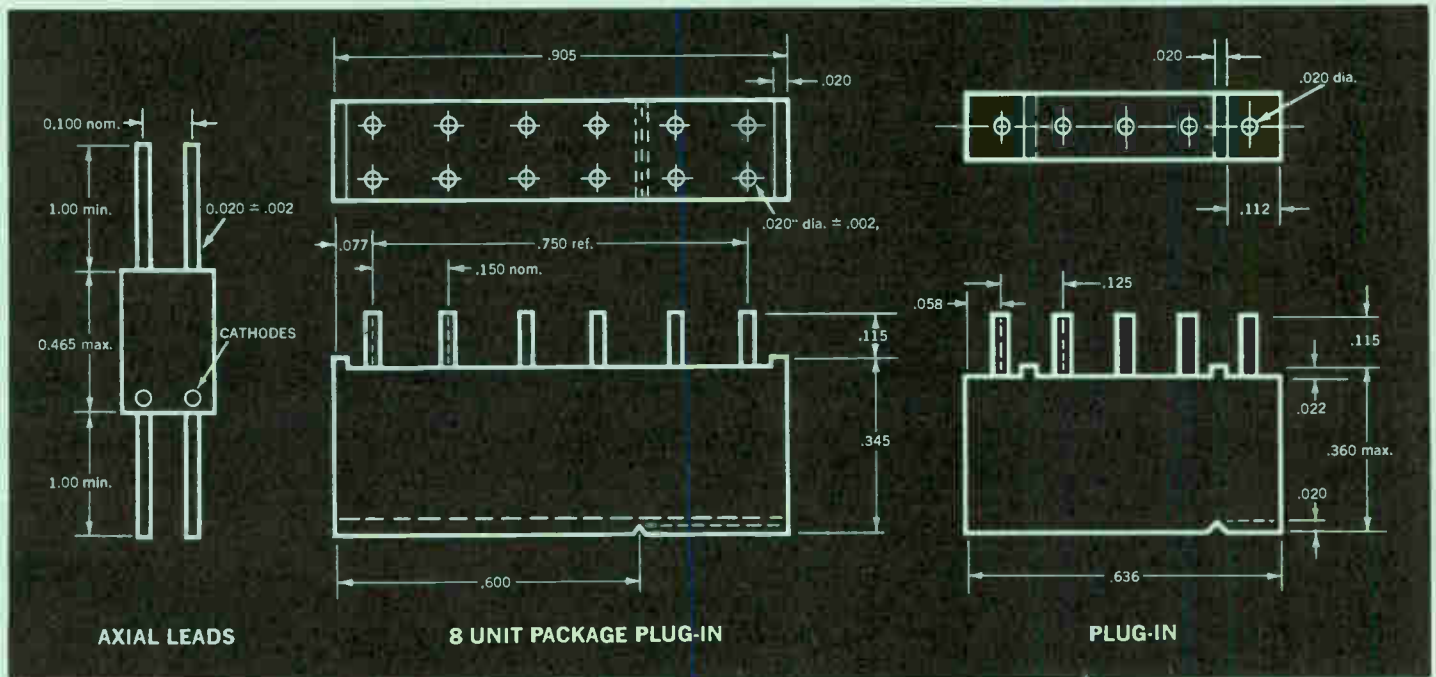 0.100 nom.
1.00 min.
0.020 ± .002
0.465 max.
CATHODES
1.00 min.
AXIAL LEADS
.905
.020
.020" dia. ± .002,
.077
.750 ref.
.150 nom.
.115
.345
.600
8 UNIT PACKAGE PLUG-IN
.020
.020 dia.
.112
.058
.125
.115
.022
.360 max.
.020
.636
PLUG-IN